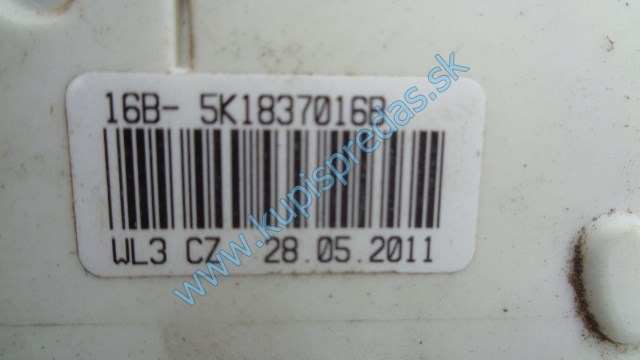 16B- 5K1837016B
WL3 CZ 28.05.2011
www.kupispredas.sk